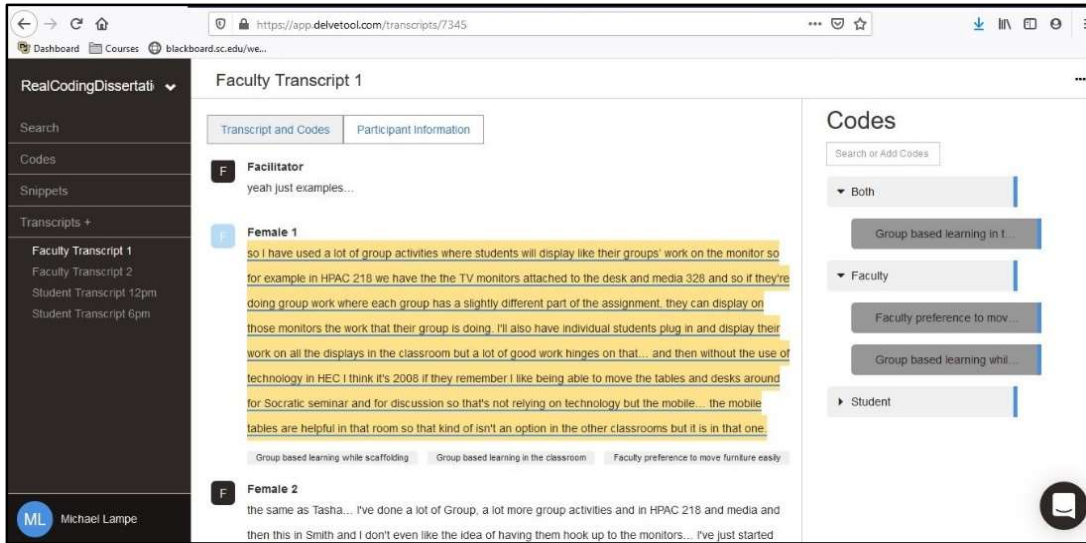 https://app.delvetool.com/transcripts/7345
Dashboard Courses blackboard.sc.edu/we...
RealCodingDissertati
Search
Codes
Snippets
Transcripts +
Faculty Transcript 1
Faculty Transcript 2
Student Transcript 12pm
Student Transcript 6pm
ML Michael Lampe
Faculty Transcript 1
Transcript and Codes Participant Information
F Facilitator
yeah just examples…
F Female 1
so I have used a lot of group activities where students will display like their groups' work on the monitor so
for example in HPAC 218 we have the the TV monitors attached to the desk and media 328 and so if they're
doing group work where each group has a slightly different part of the assignment, they can display on
those monitors the work that their group is doing. I'll also have individual students plug in and display their
work on all the displays in the classroom but a lot of good work hinges on that… and then without the use of
technology in HEC I think it's 2008 if they remember I like being able to move the tables and desks around
for Socratic seminar and for discussion so that's not relying on technology but the mobile… the mobile
tables are helpful in that room so that kind of isn't an option in the other classrooms but it is in that one.
Group based learning while scaffolding Group based learning in the classroom Faculty preference to move furniture easily
F Female 2
the same as Tasha… I've done a lot of Group, a lot more group activities and in HPAC 218 and media and
then this in Smith and I don't even like the idea of having them hook up to the monitors… I've just started
Codes
Search or Add Codes
Both
Group based learning in t…
Faculty
Faculty preference to mov…
Group based learning whil…
Student